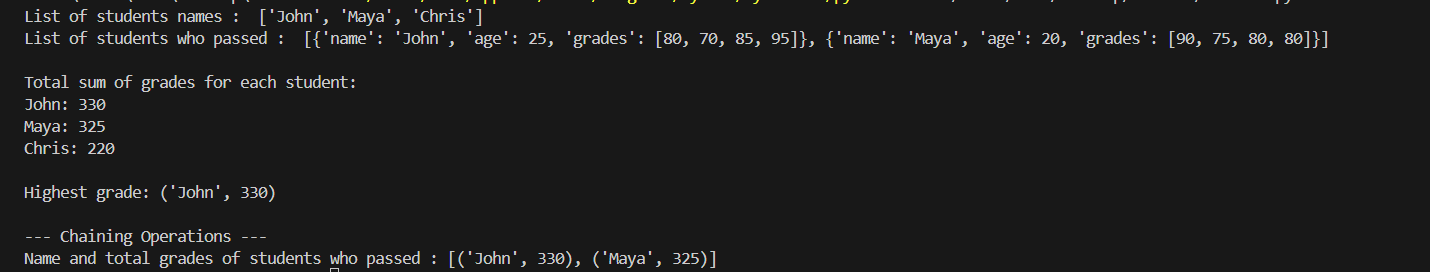 List of students names :  ['John', 'Maya', 'Chris']
List of students who passed :  [{'name': 'John', 'age': 25, 'grades': [80, 70, 85, 95]}, {'name': 'Maya', 'age': 20, 'grades': [90, 75, 80, 80]}]
Total sum of grades for each student:
John: 330
Maya: 325
Chris: 220
Highest grade: ('John', 330)
--- Chaining Operations ---
Name and total grades of students who passed : [('John', 330), ('Maya', 325)]